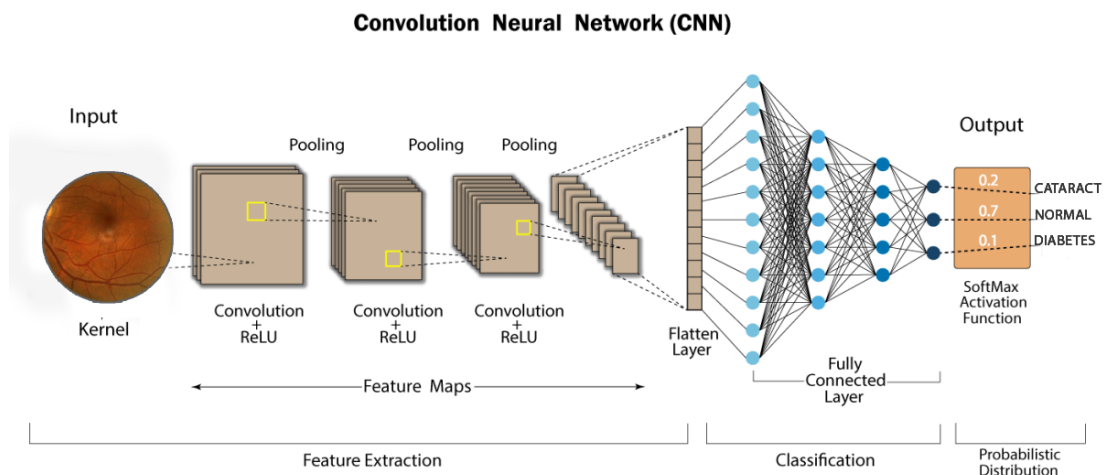 Convolution Neural Network (CNN)
Input
Kernel
Pooling
Pooling
Pooling
Convolution
+
ReLU
Convolution
+
ReLU
Convolution
+
ReLU
Feature Maps
Flatten
Layer
Fully
Connected
Layer
Output
0.2
CATARACT
0.7
NORMAL
0.1
DIABETES
SoftMax
Activation
Function
Feature Extraction
Classification
Probabilistic
Distribution